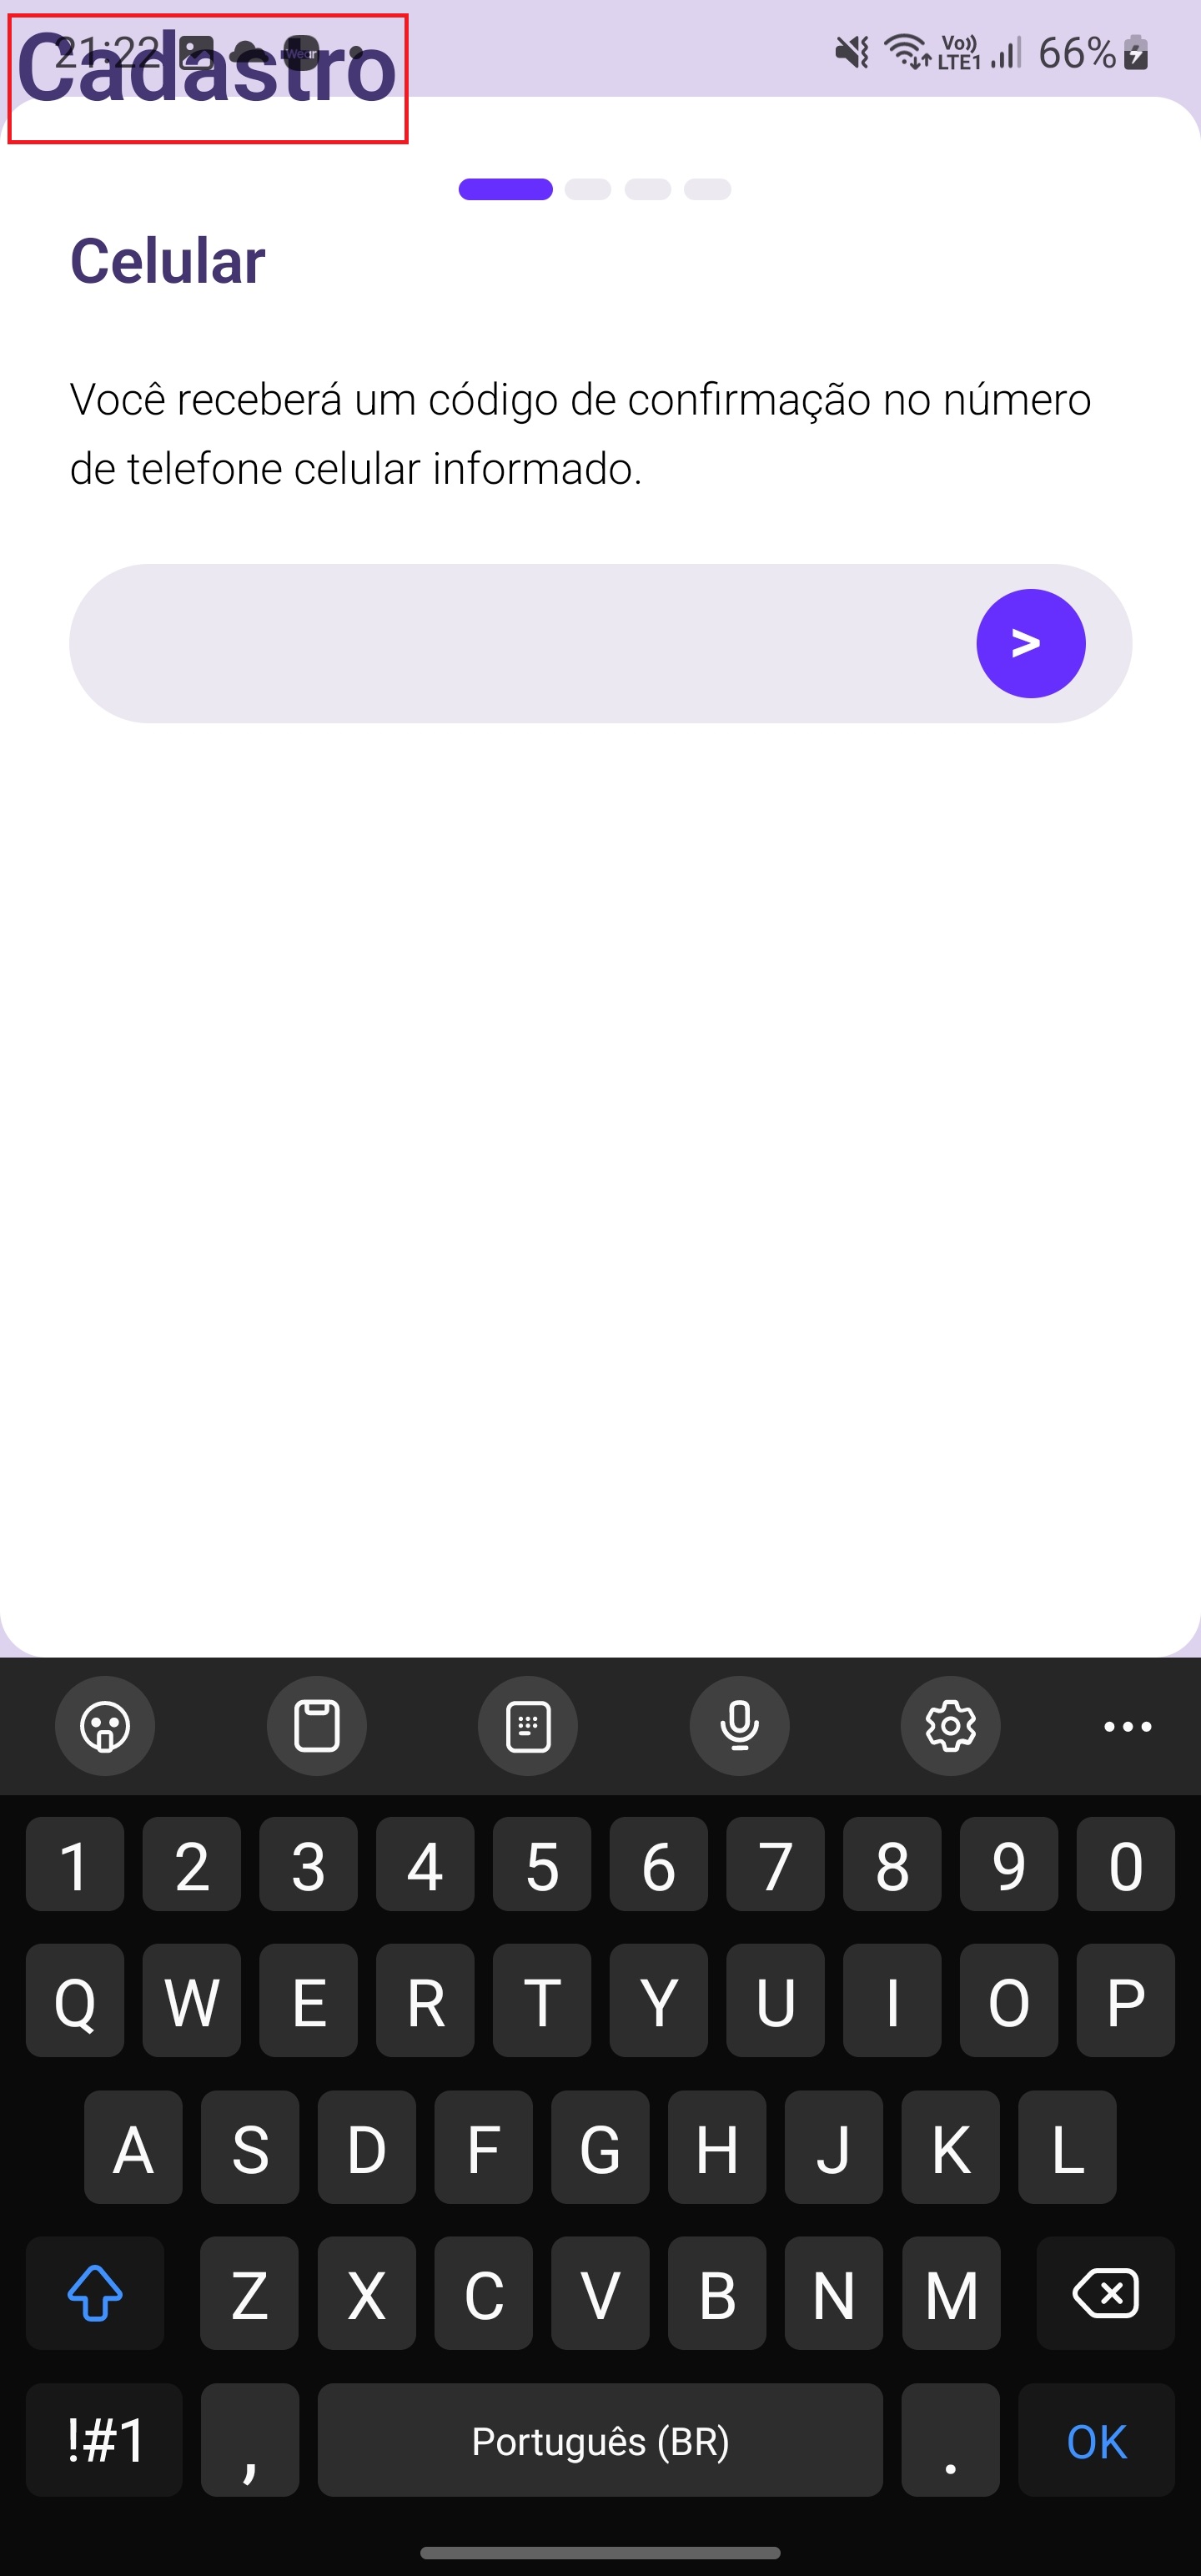 21:22
Wear
Vo))
LTE1
66%
Cadastro
Celular
Você receberá um código de confirmação no número
de telefone celular informado.
>
1 2 3 4 5 6 7 8 9 0
Q W E R T Y U I O P
A S D F G H J K L
Z X C V B N M
!#1 , Português (BR) . OK